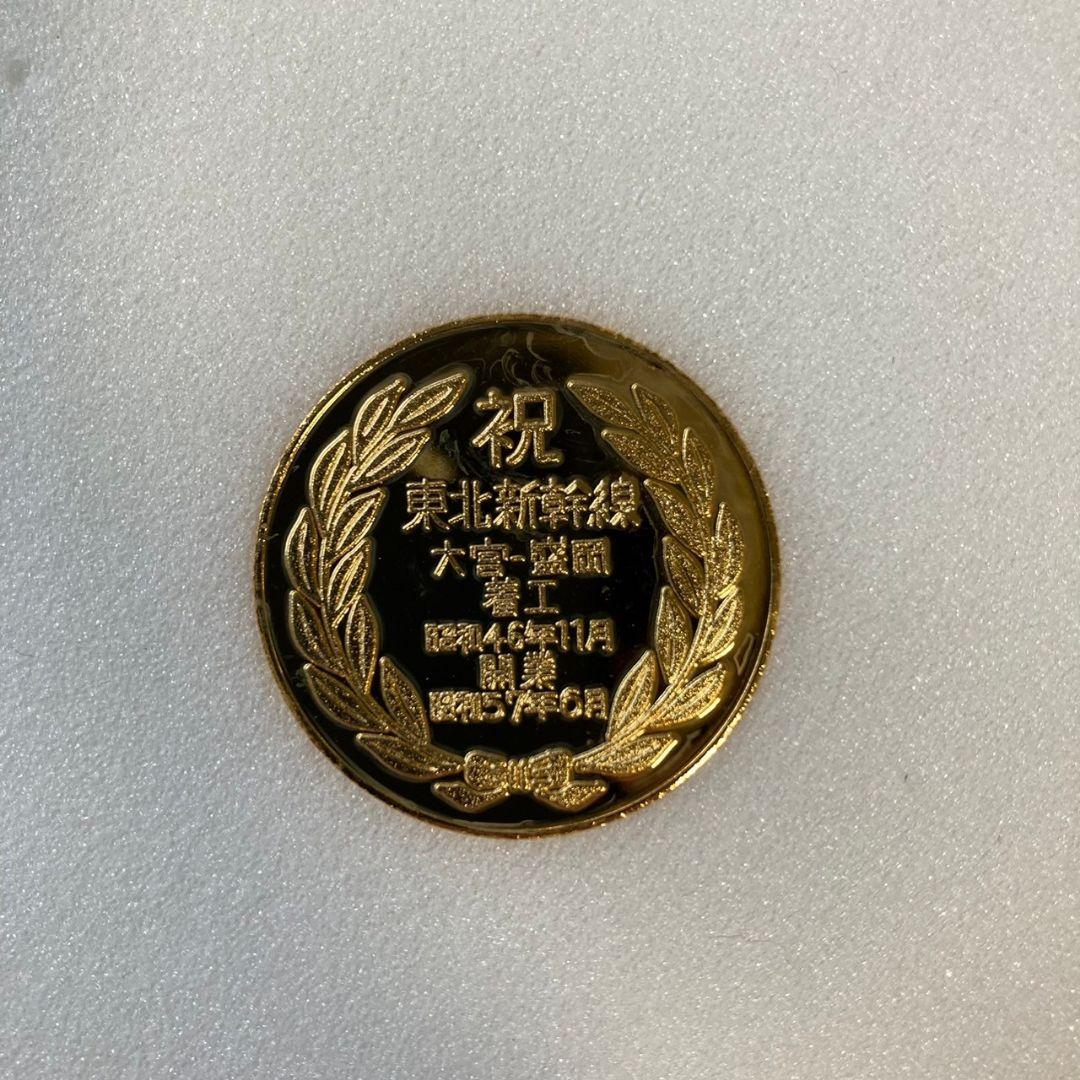 祝
東北新幹線
大宮-盛岡
着工
昭和46年11月
開業
昭和57年6月